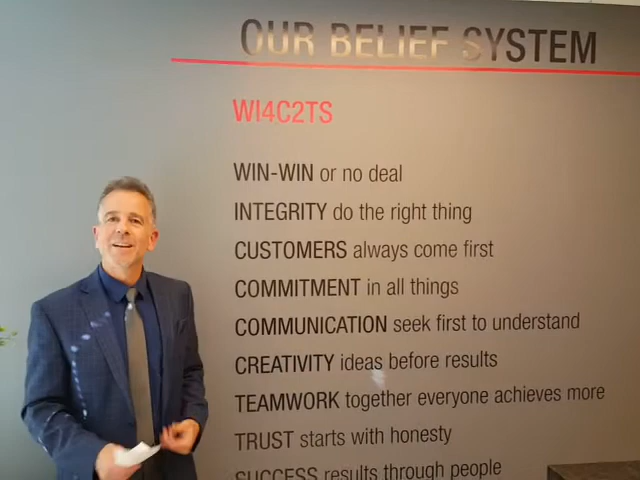 OUR BELIEF SYSTEM
WI4C2TS
WIN-WIN or no deal
INTEGRITY do the right thing
CUSTOMERS always come first
COMMITMENT in all things
COMMUNICATION seek first to understand
CREATIVITY ideas before results
TEAMWORK together everyone achieves more
TRUST starts with honesty
SUCCESS results through people